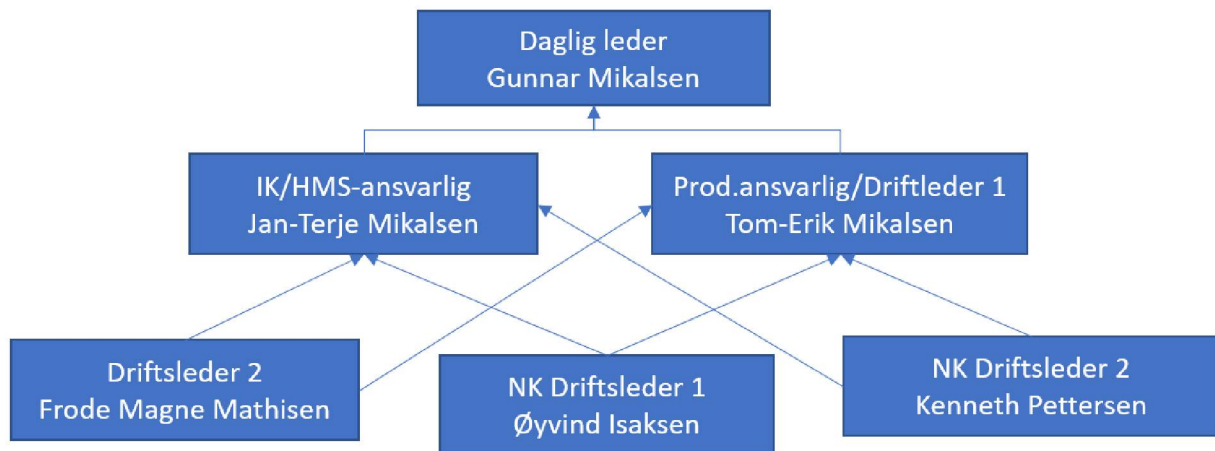 Daglig leder
Gunnar Mikalsen
IK/HMS-ansvarlig
Jan-Terje Mikalsen
Prod.ansvarlig/Driftleder 1
Tom-Erik Mikalsen
Driftsleder 2
Frode Magne Mathisen
NK Driftsleder 1
Øyvind Isaksen
NK Driftsleder 2
Kenneth Pettersen